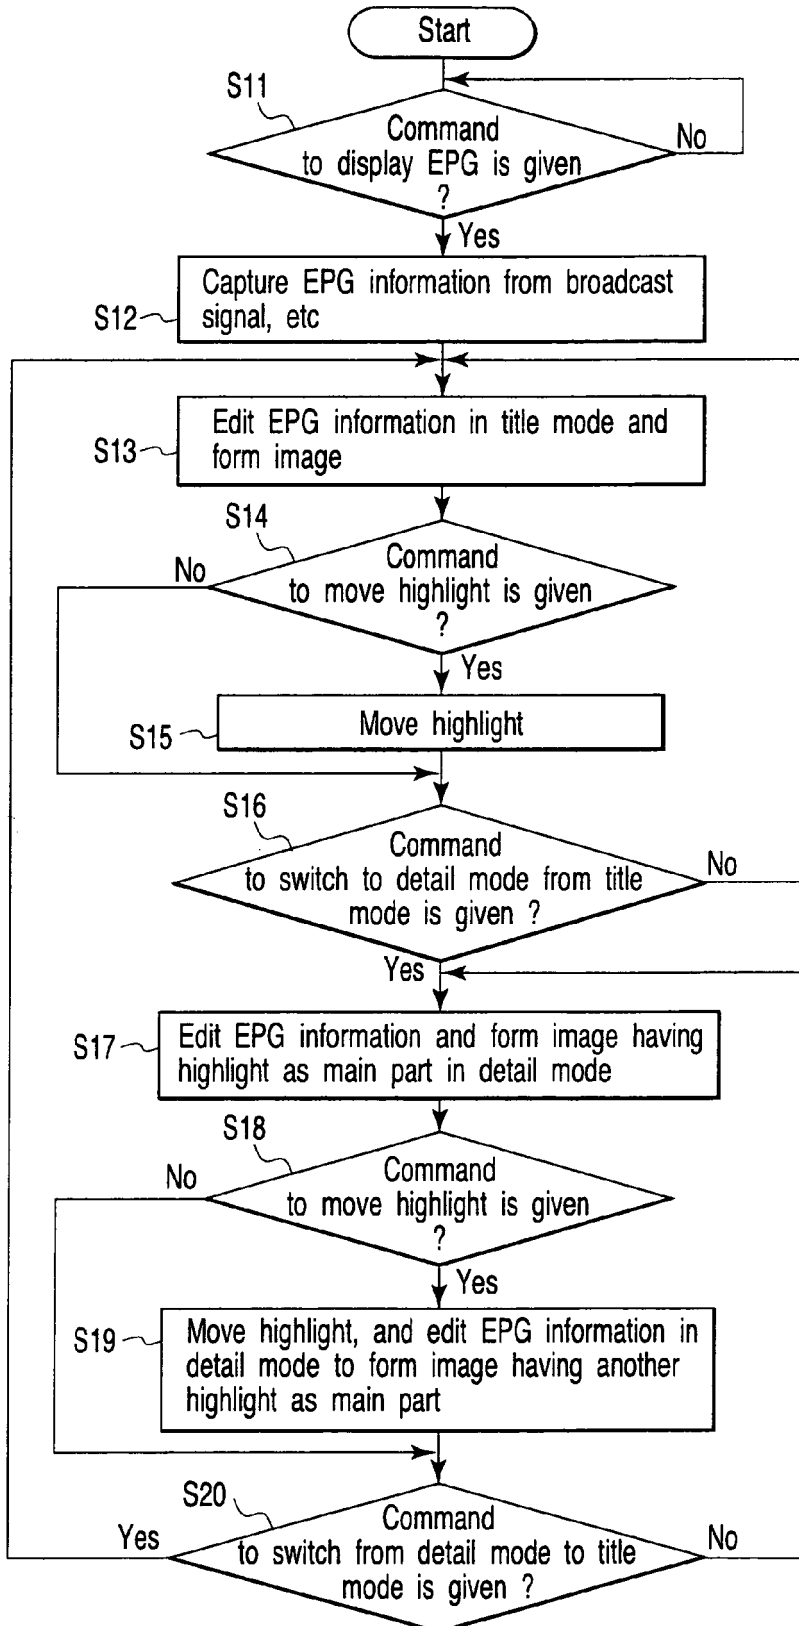 Start
S11
Command
to display EPG is given
?
No
Yes
S12
Capture EPG information from broadcast
signal, etc
S13
Edit EPG information in title mode and
form image
S14
No
Command
to move highlight is given
?
Yes
S15
Move highlight
S16
Command
to switch to detail mode from title
mode is given ?
No
Yes
S17
Edit EPG information and form image having
highlight as main part in detail mode
S18
No
Command
to move highlight is given
?
Yes
S19
Move highlight, and edit EPG information in
detail mode to form image having another
highlight as main part
S20
Yes
Command
to switch from detail mode to title
mode is given ?
No